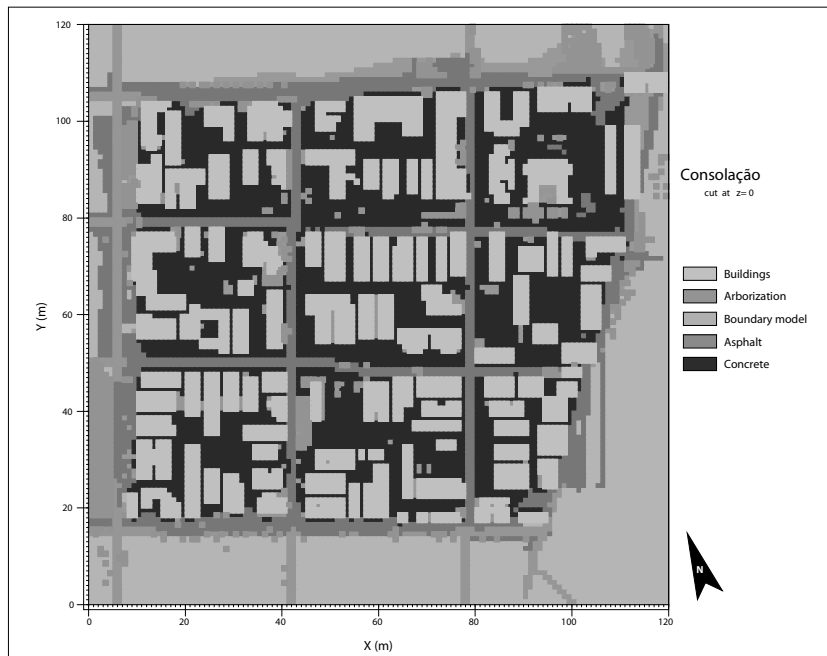 120
100
80
60
40
20
0
Y (m)
0
20
40
60
80
100
120
X (m)
Consolação
cut at z= 0
Buildings
Arborization
Boundary model
Asphalt
Concrete
N